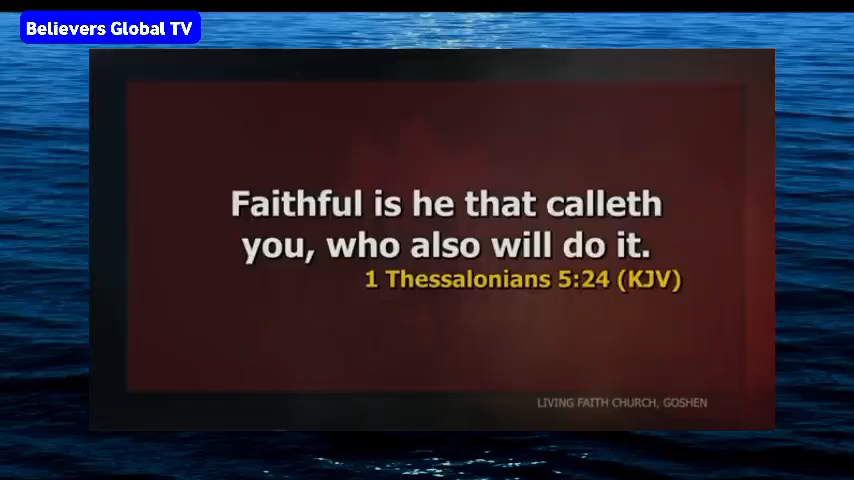 Believers Global TV
Faithful is he that calleth
you, who also will do it.
1 Thessalonians 5:24 (KJV)
LIVING FAITH CHURCH, GOSHEN